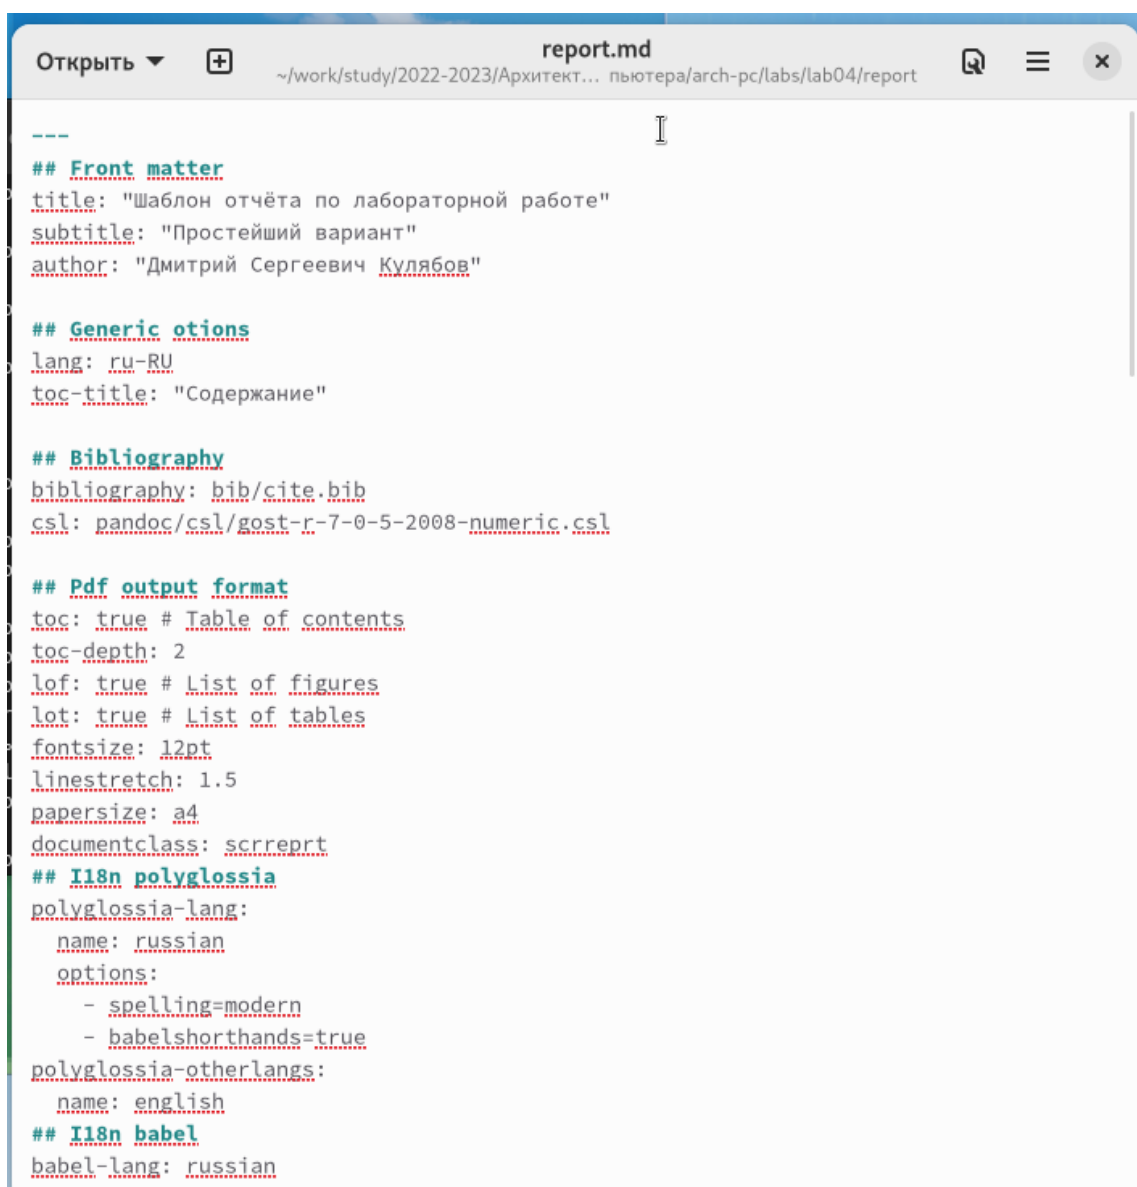 Открыть
report.md
~/work/study/2022-2023/Архитект... пьютера/arch-pc/labs/lab04/report
---
## Front matter
title: "Шаблон отчёта по лабораторной работе"
subtitle: "Простейший вариант"
author: "Дмитрий Сергеевич Кулябов"
## Generic otions
lang: ru-RU
toc-title: "Содержание"
## Bibliography
bibliography: bib/cite.bib
csl: pandoc/csl/gost-r-7-0-5-2008-numeric.csl
## Pdf output format
toc: true # Table of contents
toc-depth: 2
lof: true # List of figures
lot: true # List of tables
fontsize: 12pt
linestretch: 1.5
papersize: a4
documentclass: scrreprt
## I18n polyglossia
polyglossia-lang:
  name: russian
  options:
    - spelling=modern
    - babelshorthands=true
polyglossia-otherlangs:
  name: english
## I18n babel
babel-lang: russian